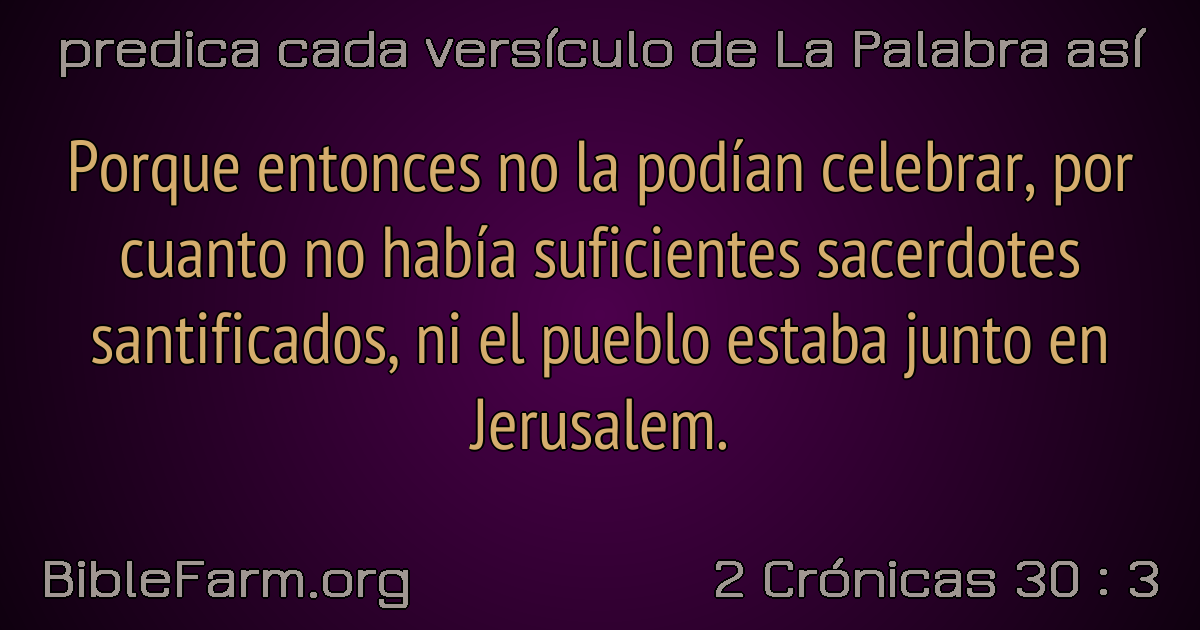 predica cada versículo de La Palabra así
Porque entonces no la podían celebrar, por
cuanto no había suficientes sacerdotes
santificados, ni el pueblo estaba junto en
Jerusalem.
BibleFarm.org
2 Crónicas 30 : 3